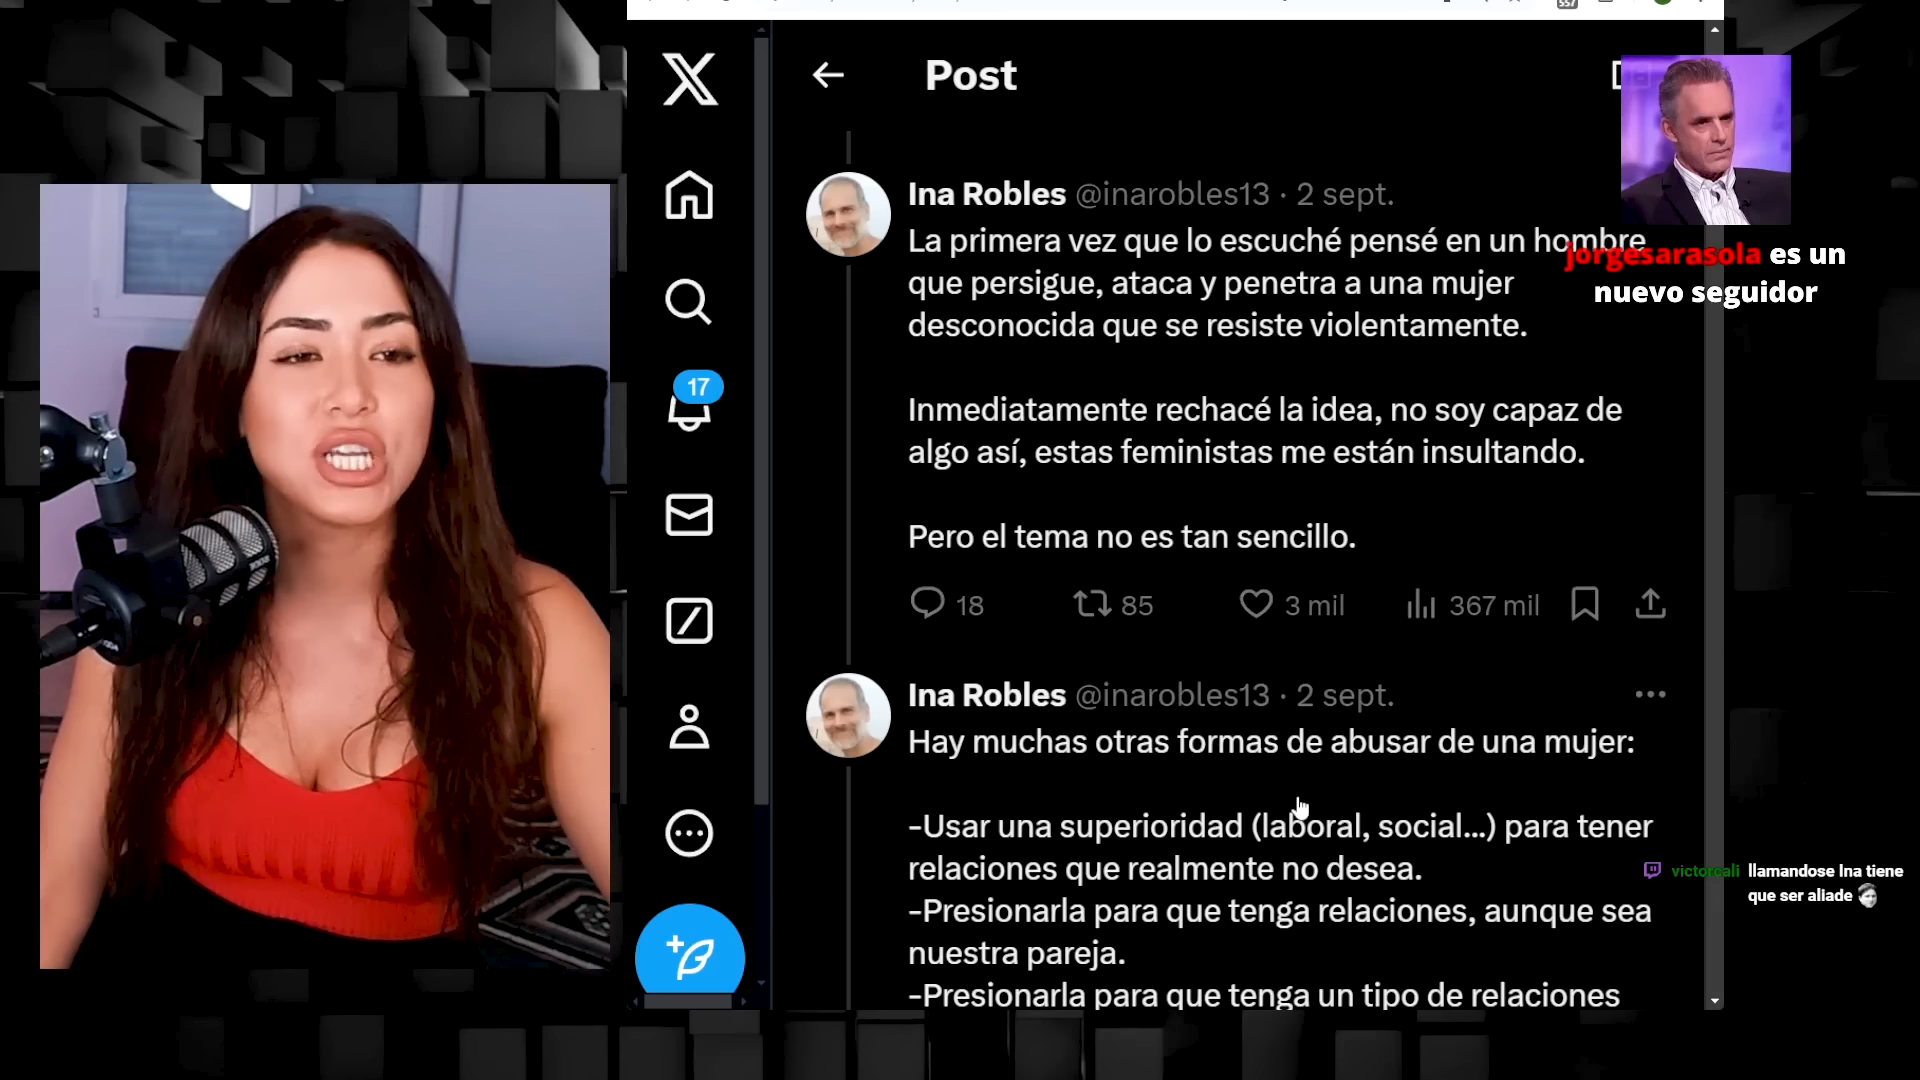 Post
Ina Robles @inarobles13 · 2 sept.
La primera vez que lo escuché pensé en un hombre
que persigue, ataca y penetra a una mujer
desconocida que se resiste violentamente.
Inmediatamente rechacé la idea, no soy capaz de
algo así, estas feministas me están insultando.
Pero el tema no es tan sencillo.
18 85 3 mil 367 mil
Ina Robles @inarobles13 · 2 sept.
Hay muchas otras formas de abusar de una mujer:
-Usar una superioridad (laboral, social...) para tener
relaciones que realmente no desea.
-Presionarla para que tenga relaciones, aunque sea
nuestra pareja.
-Presionarla para que tenga un tipo de relaciones
17
jorgesarasola es un
nuevo seguidor
victorcali llamandose Ina tiene
que ser aliade
557